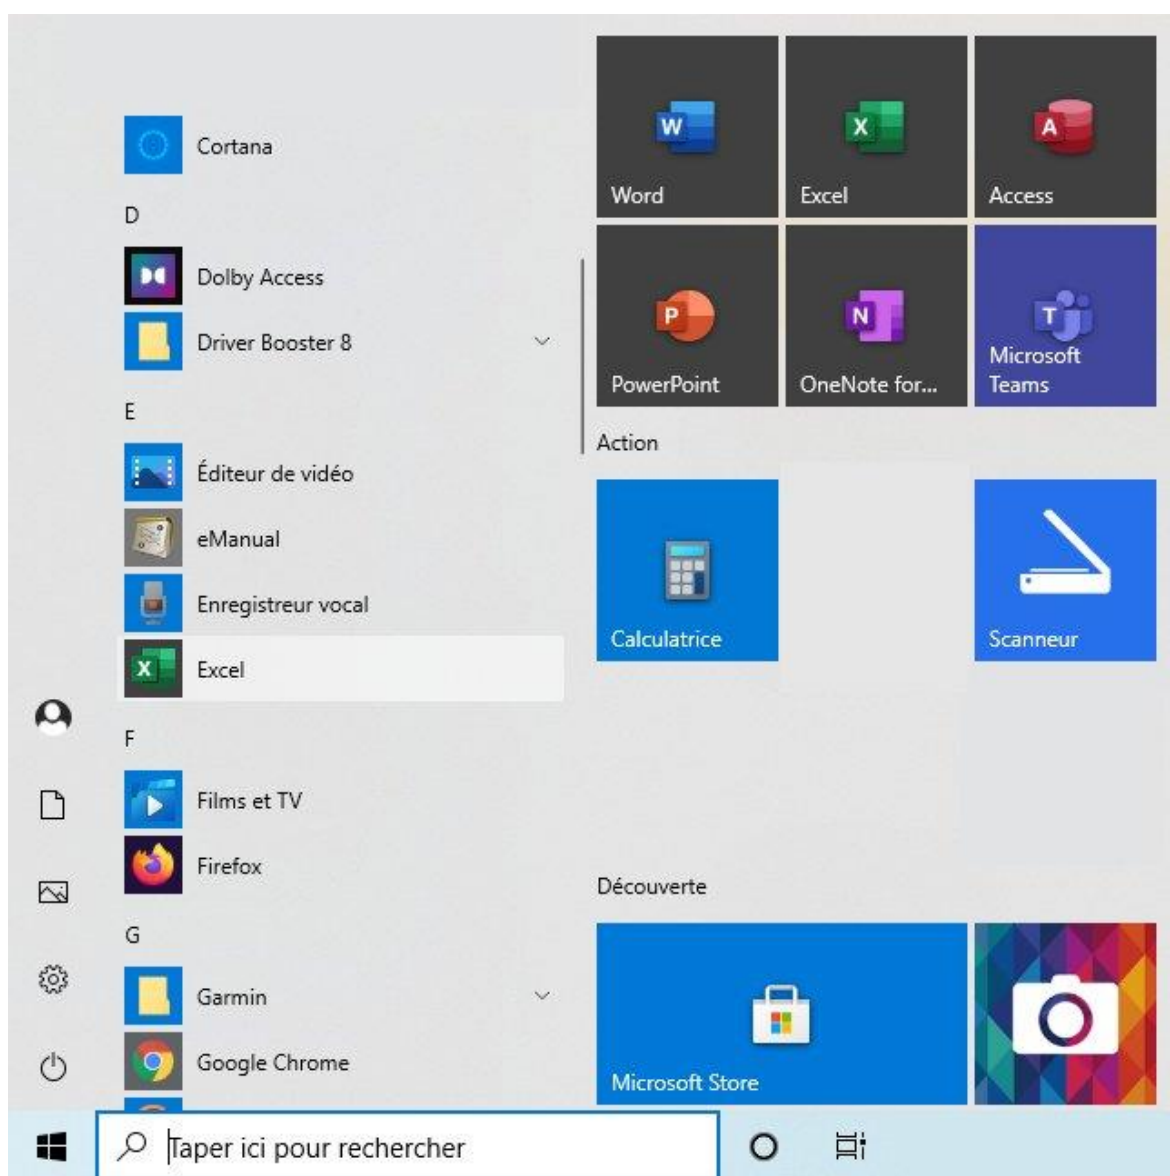 Cortana
D
Dolby Access
Driver Booster 8
E
Éditeur de vidéo
eManual
Enregistreur vocal
Excel
F
Films et TV
Firefox
G
Garmin
Google Chrome
Word
Excel
Access
PowerPoint
OneNote for...
Microsoft
Teams
Action
Calculatrice
Scanneur
Découverte
Microsoft Store
Taper ici pour rechercher